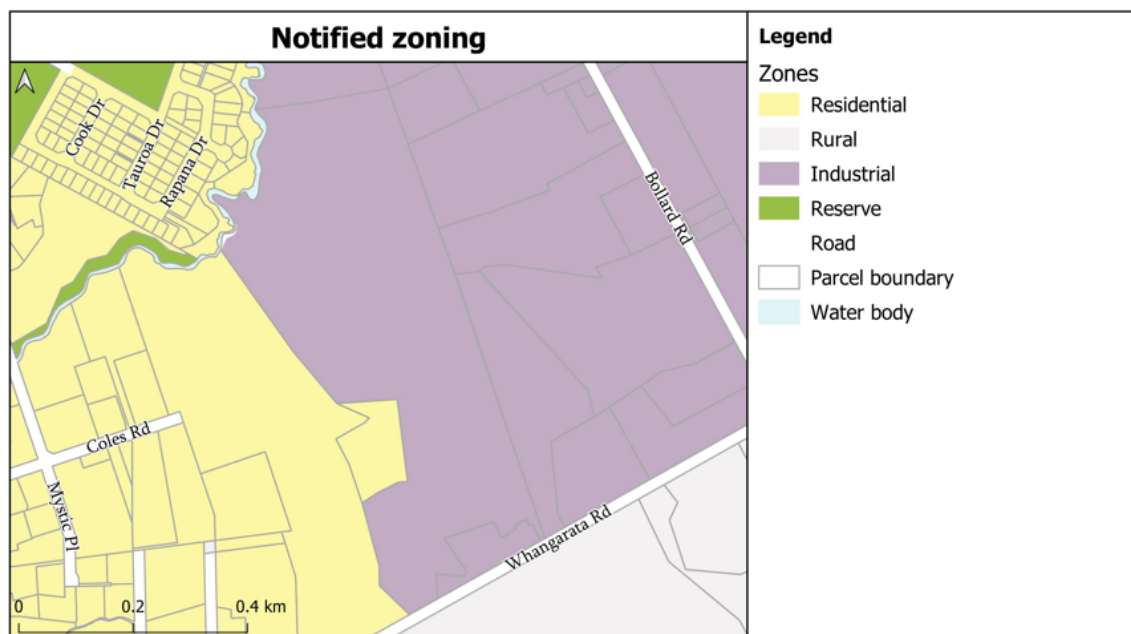 Notified zoning
Cook Dr
Tauroa Dr
Rapana Dr
Bollard Rd
Coles Rd
Mystic Pl
Whangarata Rd
0 0.2 0.4 km
Legend
Zones
Residential
Rural
Industrial
Reserve
Road
Parcel boundary
Water body